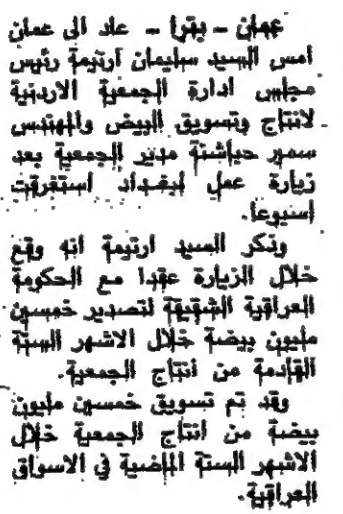 عمان - بترا - عاد الى عمان
امس السيد سليمان ارتيمة رئيس
مجلس ادارة الجمعية الاردنية
لانتاج وتسويق البيض والمهندس
سمير حباشنة مدير الجمعية بعد
زيارة عمل لبغداد استغرقت
اسبوعا.
وذكر السيد ارتيمة انه وقع
خلال الزيارة عقدا مع الحكومة
العراقية الشقيقة لتصدير خمسين
مليون بيضة خلال الاشهر الستة
القادمة من انتاج الجمعية.
وقد تم تسويق خمسين مليون
بيضة من انتاج الجمعية خلال
الاشهر الستة الماضية في الاسواق
العراقية.